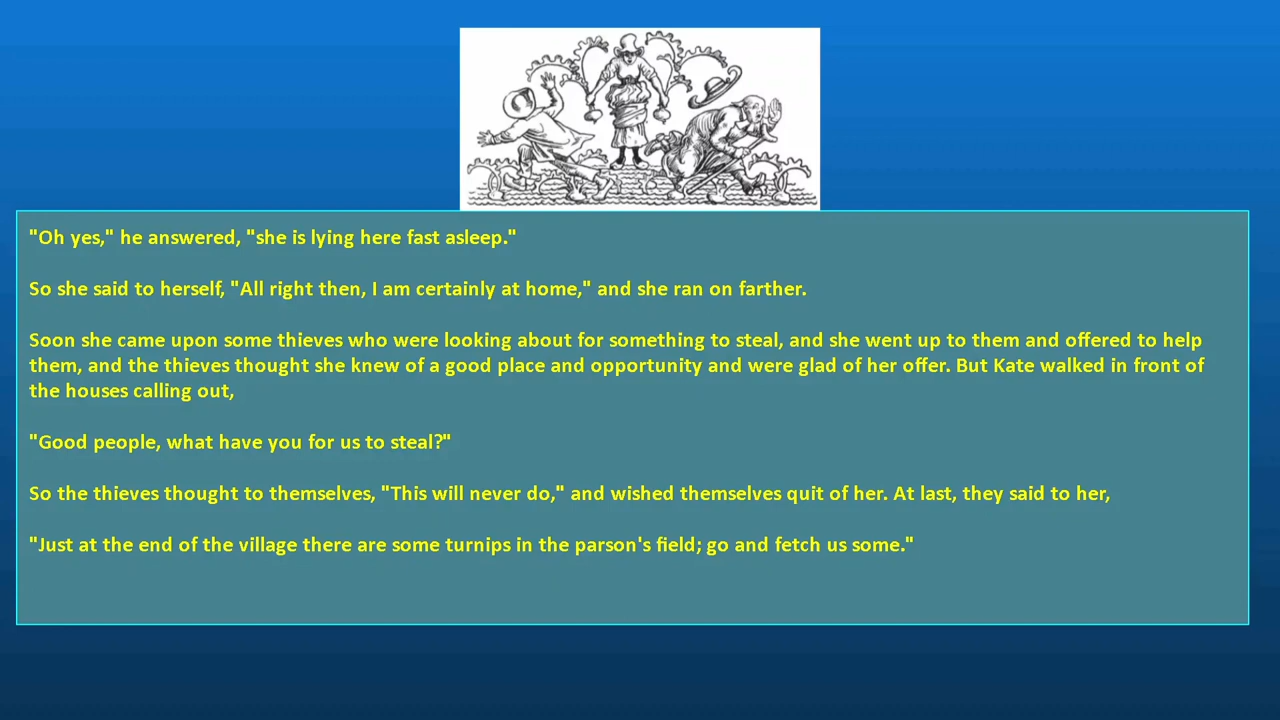 "Oh yes," he answered, "she is lying here fast asleep."
So she said to herself, "All right then, I am certainly at home," and she ran on farther.
Soon she came upon some thieves who were looking about for something to steal, and she went up to them and offered to help
them, and the thieves thought she knew of a good place and opportunity and were glad of her offer. But Kate walked in front of
the houses calling out,
"Good people, what have you for us to steal?"
So the thieves thought to themselves, "This will never do," and wished themselves quit of her. At last, they said to her,
"Just at the end of the village there are some turnips in the parson's field; go and fetch us some."